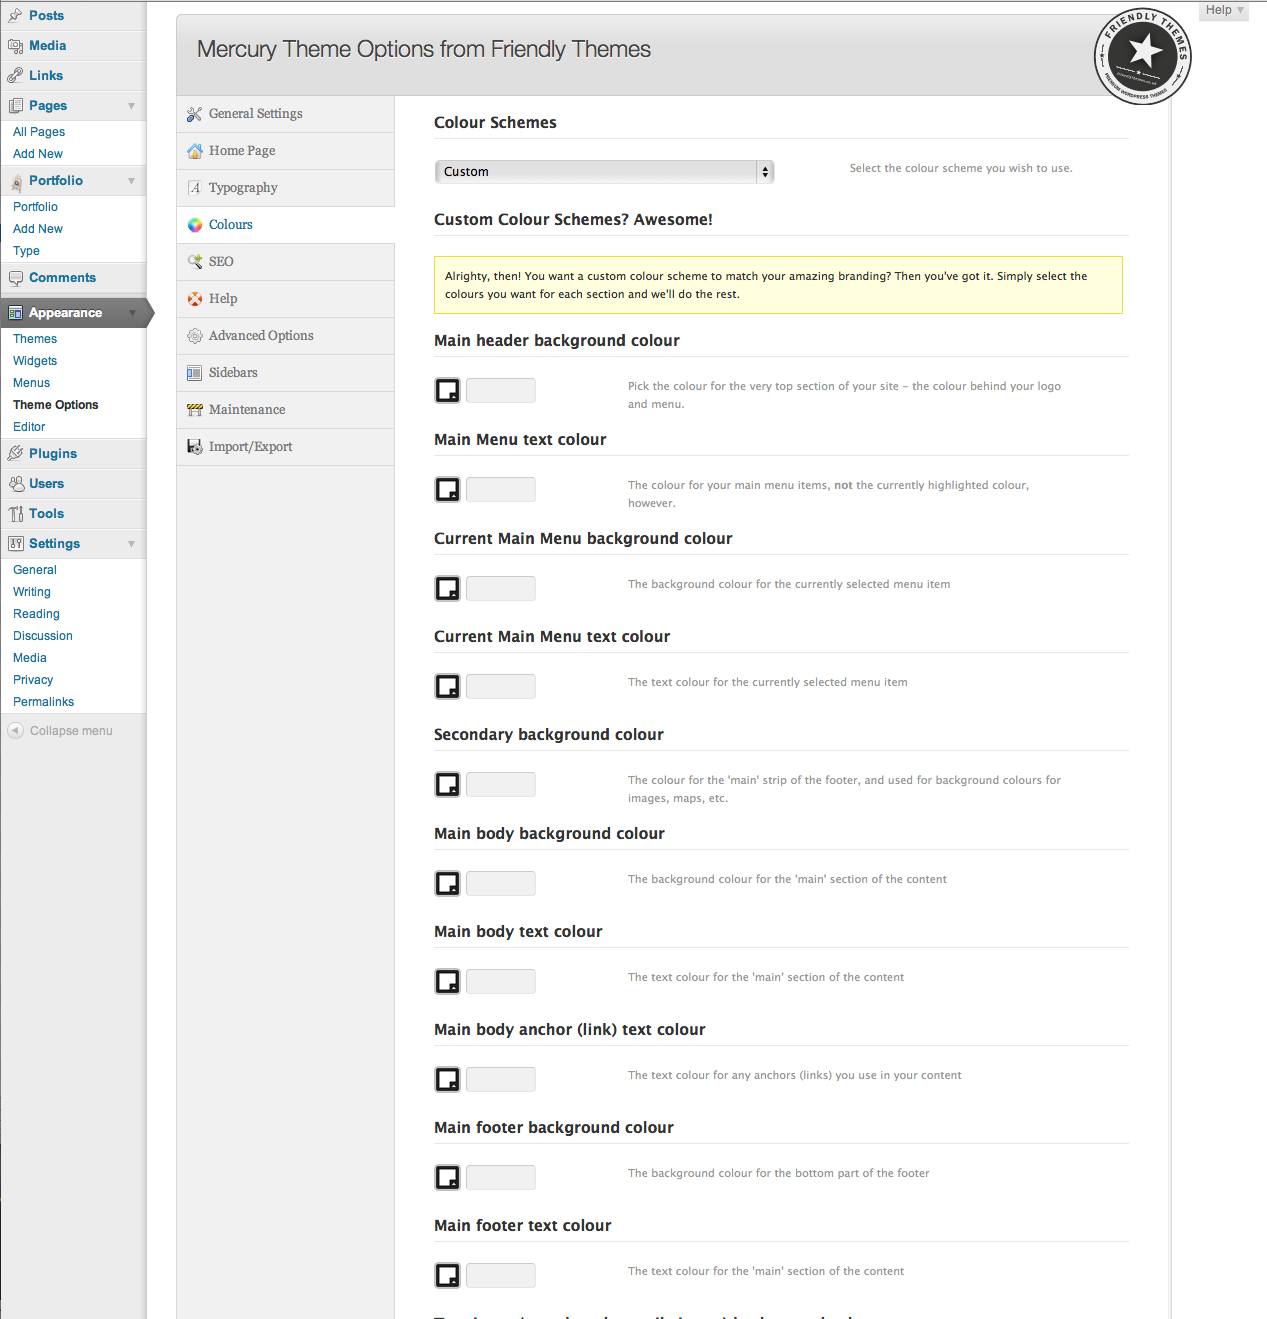 Posts
Media
Links
Pages
All Pages
Add New
Portfolio
Portfolio
Add New
Type
Comments
Appearance
Themes
Widgets
Menus
Theme Options
Editor
Plugins
Users
Tools
Settings
General
Writing
Reading
Discussion
Media
Privacy
Permalinks
Collapse menu
Help
Mercury Theme Options from Friendly Themes
FRIENDLY THEMES
PREMIUM WORDPRESS THEMES
General Settings
Home Page
Typography
Colours
SEO
Help
Advanced Options
Sidebars
Maintenance
Import/Export
Colour Schemes
Custom
Select the colour scheme you wish to use.
Custom Colour Schemes? Awesome!
Alrighty, then! You want a custom colour scheme to match your amazing branding? Then you've got it. Simply select the
colours you want for each section and we'll do the rest.
Main header background colour
Pick the colour for the very top section of your site – the colour behind your logo
and menu.
Main Menu text colour
The colour for your main menu items, not the currently highlighted colour,
however.
Current Main Menu background colour
The background colour for the currently selected menu item
Current Main Menu text colour
The text colour for the currently selected menu item
Secondary background colour
The colour for the 'main' strip of the footer, and used for background colours for
images, maps, etc.
Main body background colour
The background colour for the 'main' section of the content
Main body text colour
The text colour for the 'main' section of the content
Main body anchor (link) text colour
The text colour for any anchors (links) you use in your content
Main footer background colour
The background colour for the bottom part of the footer
Main footer text colour
The text colour for the 'main' section of the content